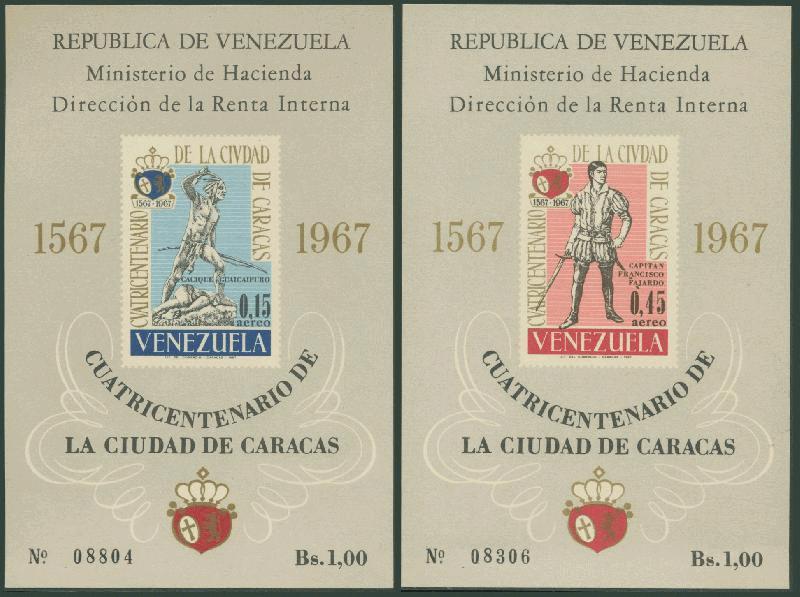 REPUBLICA DE VENEZUELA
Ministerio de Hacienda
Dirección de la Renta Interna
CVATRICENTENARIO DE LA CIVDAD DE CARACAS
1567-1967
1567
1967
CACIQUE GUAICAIPURO
0,15
aereo
VENEZUELA
CUATRICENTENARIO DE
LA CIUDAD DE CARACAS
Nº 08804
Bs. 1,00
REPUBLICA DE VENEZUELA
Ministerio de Hacienda
Dirección de la Renta Interna
CVATRICENTENARIO DE LA CIVDAD DE CARACAS
1567-1967
1567
1967
CAPITAN
FRANCISCO
FAJARDO
0,45
aereo
VENEZUELA
CUATRICENTENARIO DE
LA CIUDAD DE CARACAS
Nº 08306
Bs. 1,00